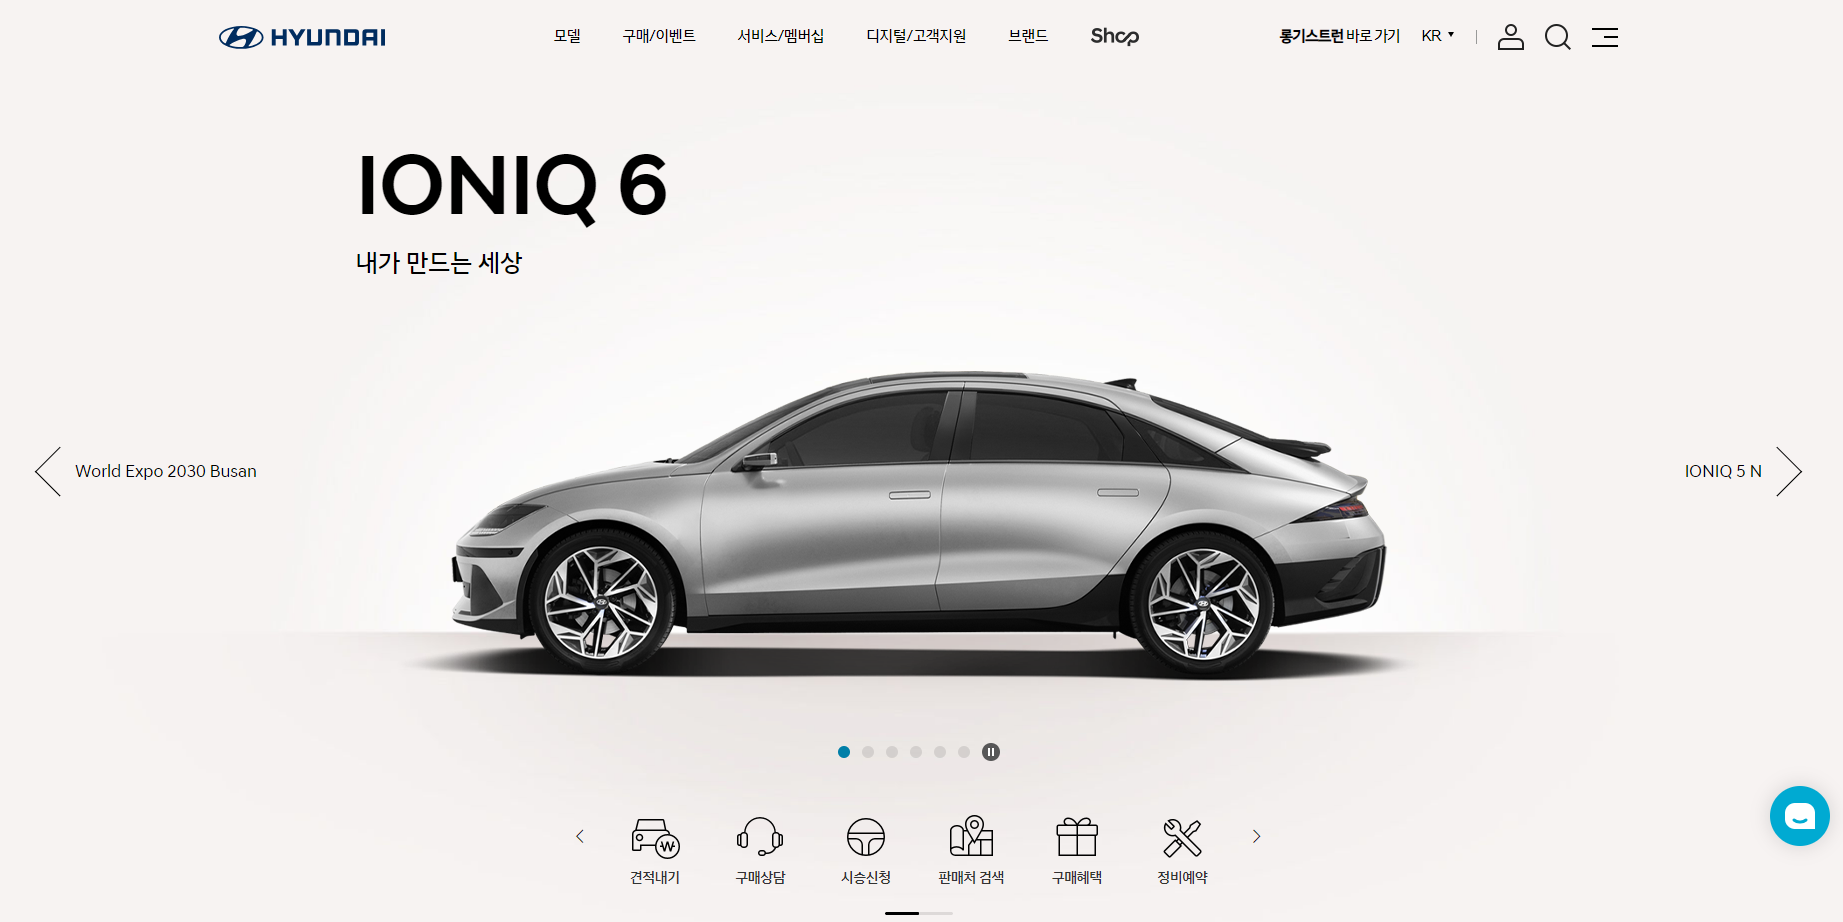 HYUNDAI
모델
구매/이벤트
서비스/멤버십
디지털/고객지원
브랜드
Shop
롱기스트런 바로 가기
KR
IONIQ 6
내가 만드는 세상
World Expo 2030 Busan
IONIQ 5 N
견적내기
구매상담
시승신청
판매처 검색
구매혜택
정비예약